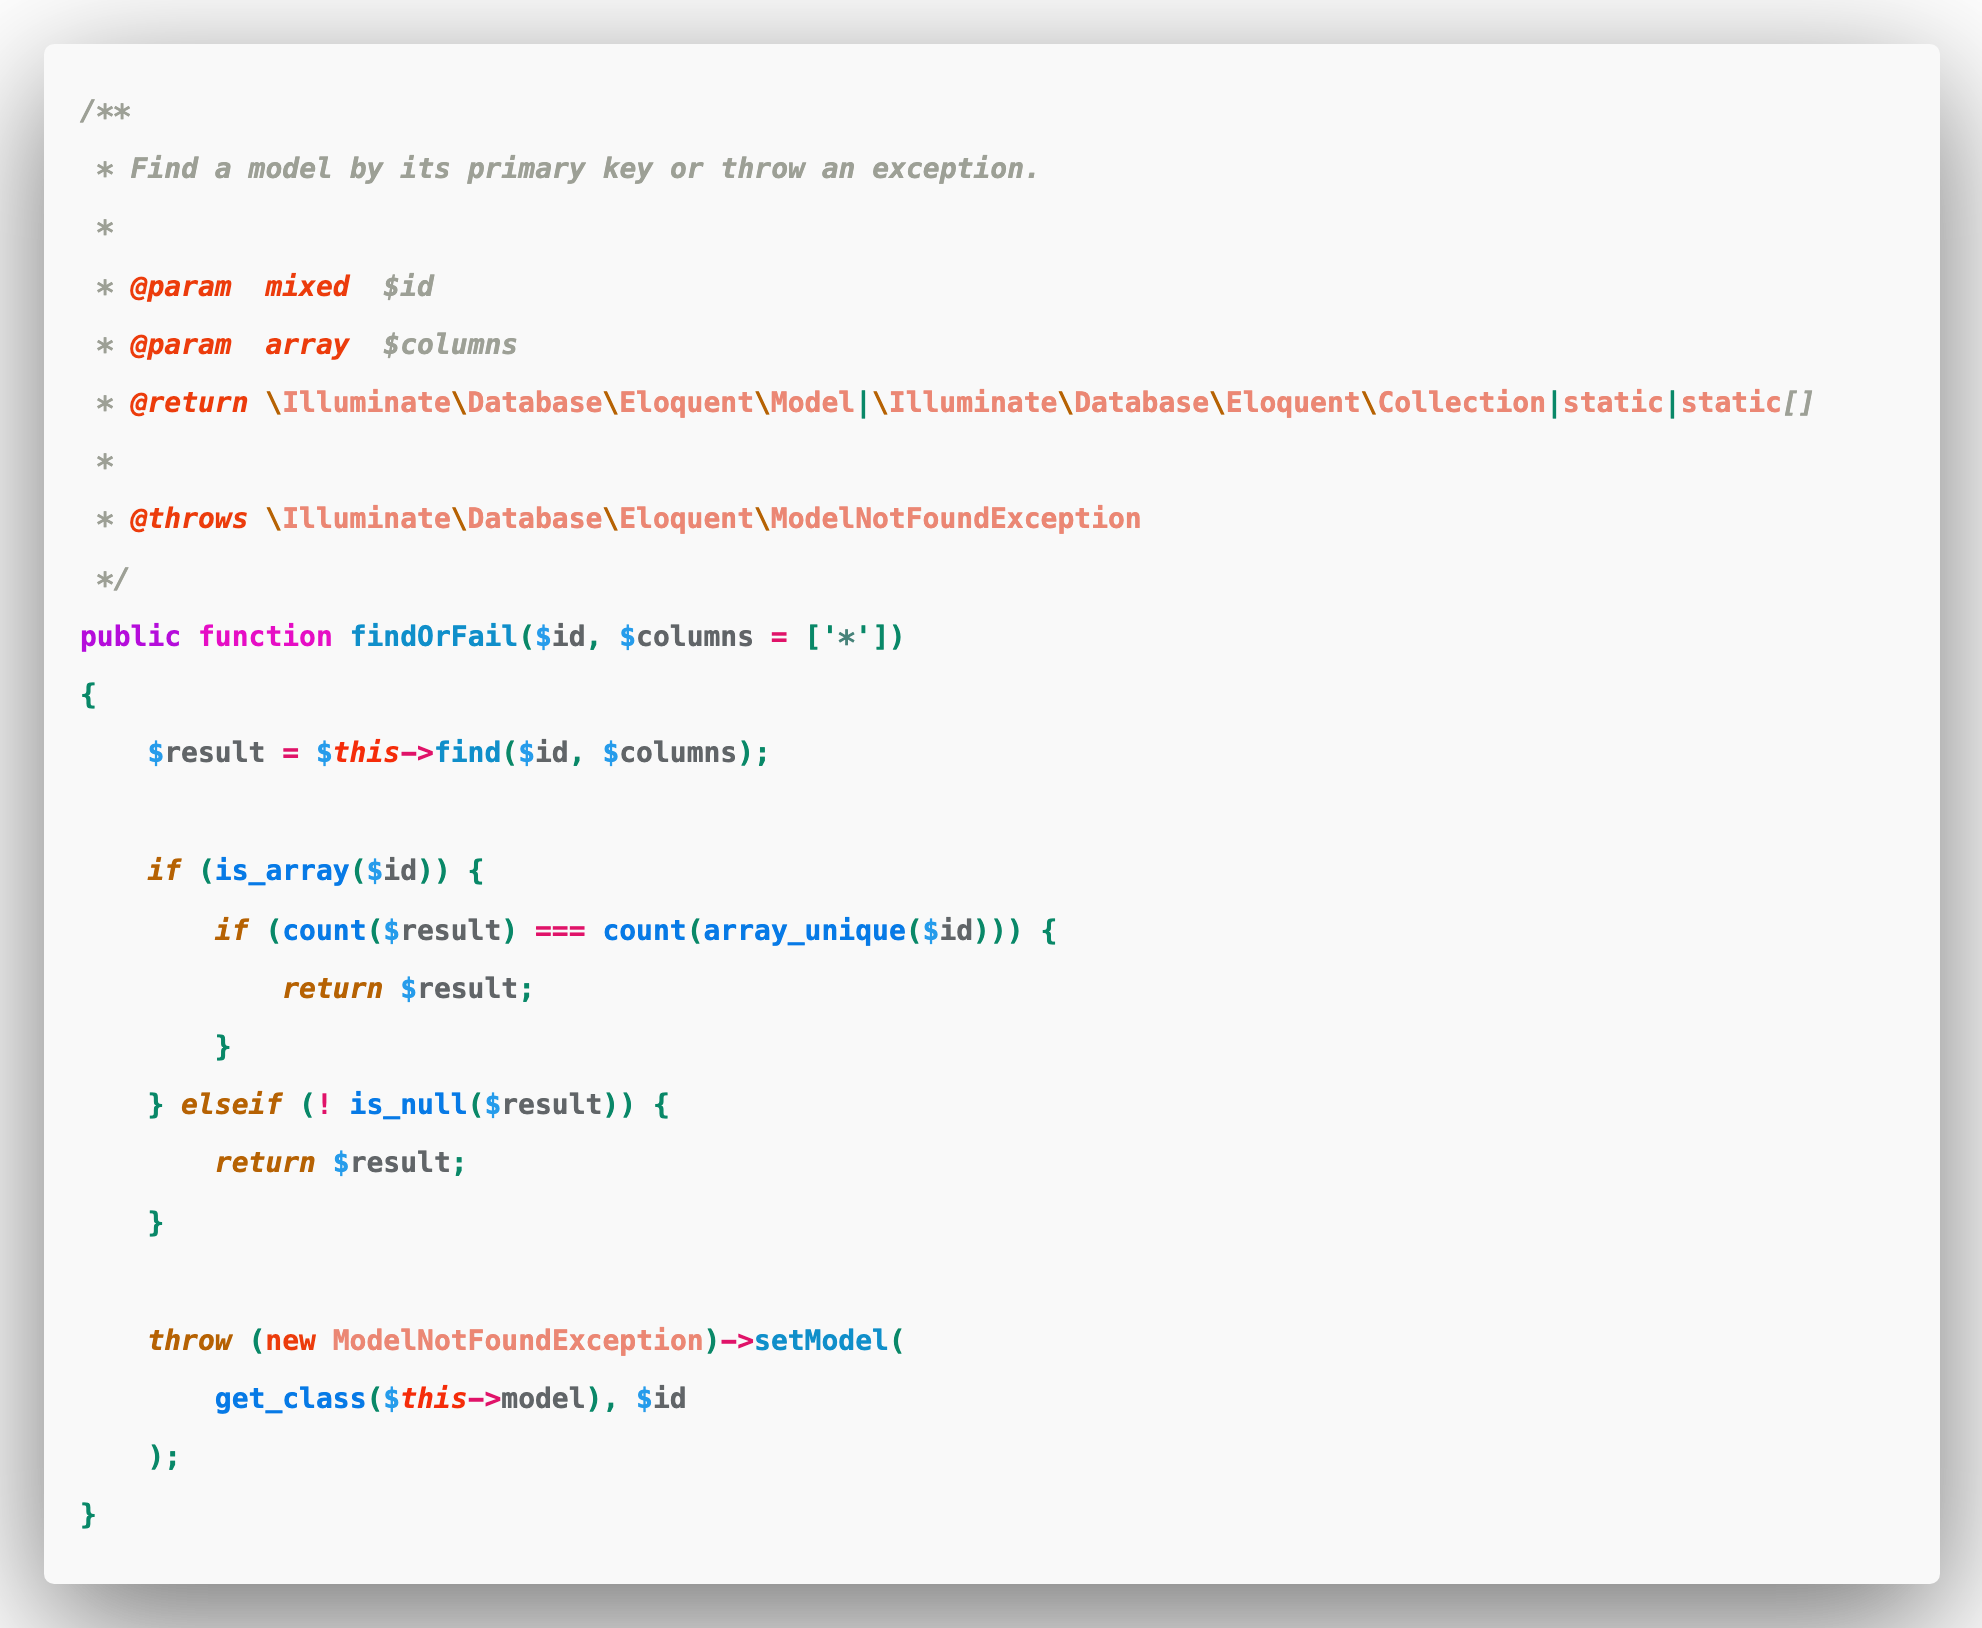 /**
 * Find a model by its primary key or throw an exception.
 *
 * @param  mixed  $id
 * @param  array  $columns
 * @return \Illuminate\Database\Eloquent\Model|\Illuminate\Database\Eloquent\Collection|static|static[]
 *
 * @throws \Illuminate\Database\Eloquent\ModelNotFoundException
 */
public function findOrFail($id, $columns = ['*'])
{
    $result = $this->find($id, $columns);

    if (is_array($id)) {
        if (count($result) === count(array_unique($id))) {
            return $result;
        }
    } elseif (! is_null($result)) {
        return $result;
    }

    throw (new ModelNotFoundException)->setModel(
        get_class($this->model), $id
    );
}